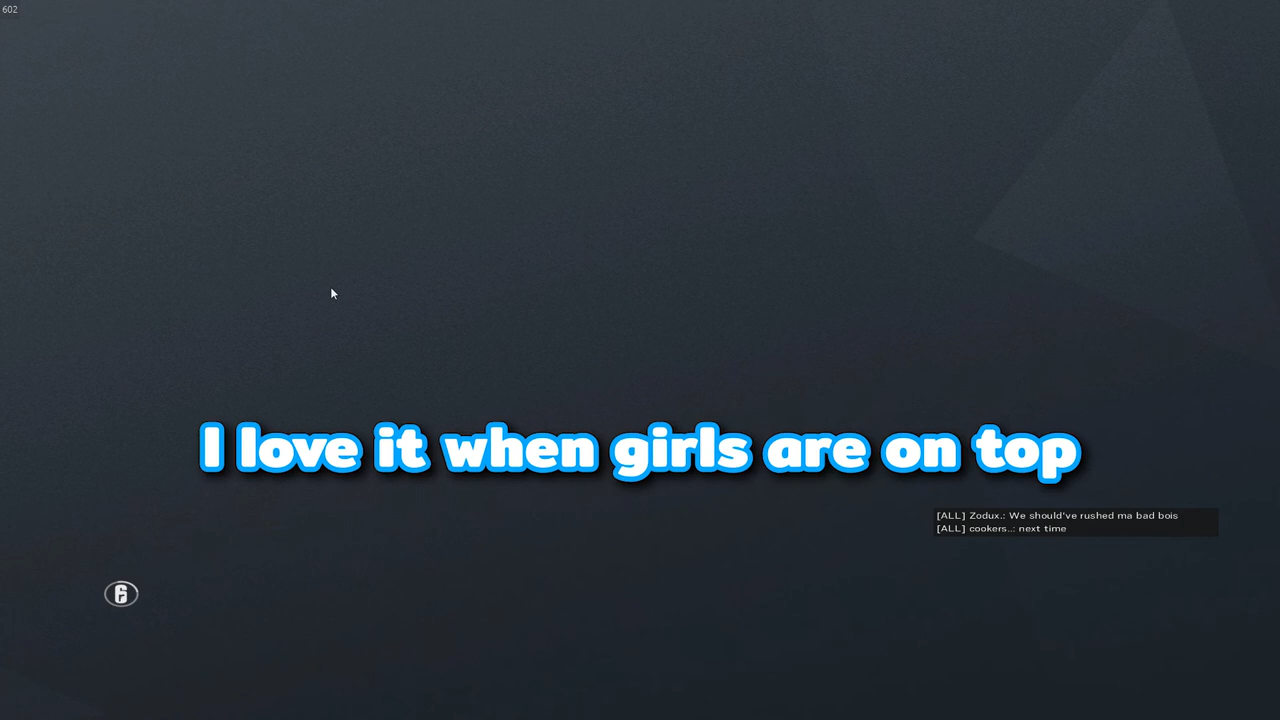 602
I love it when girls are on top
[ALL] Zodux.: We should've rushed ma bad bois
[ALL] cookers..: next time
6